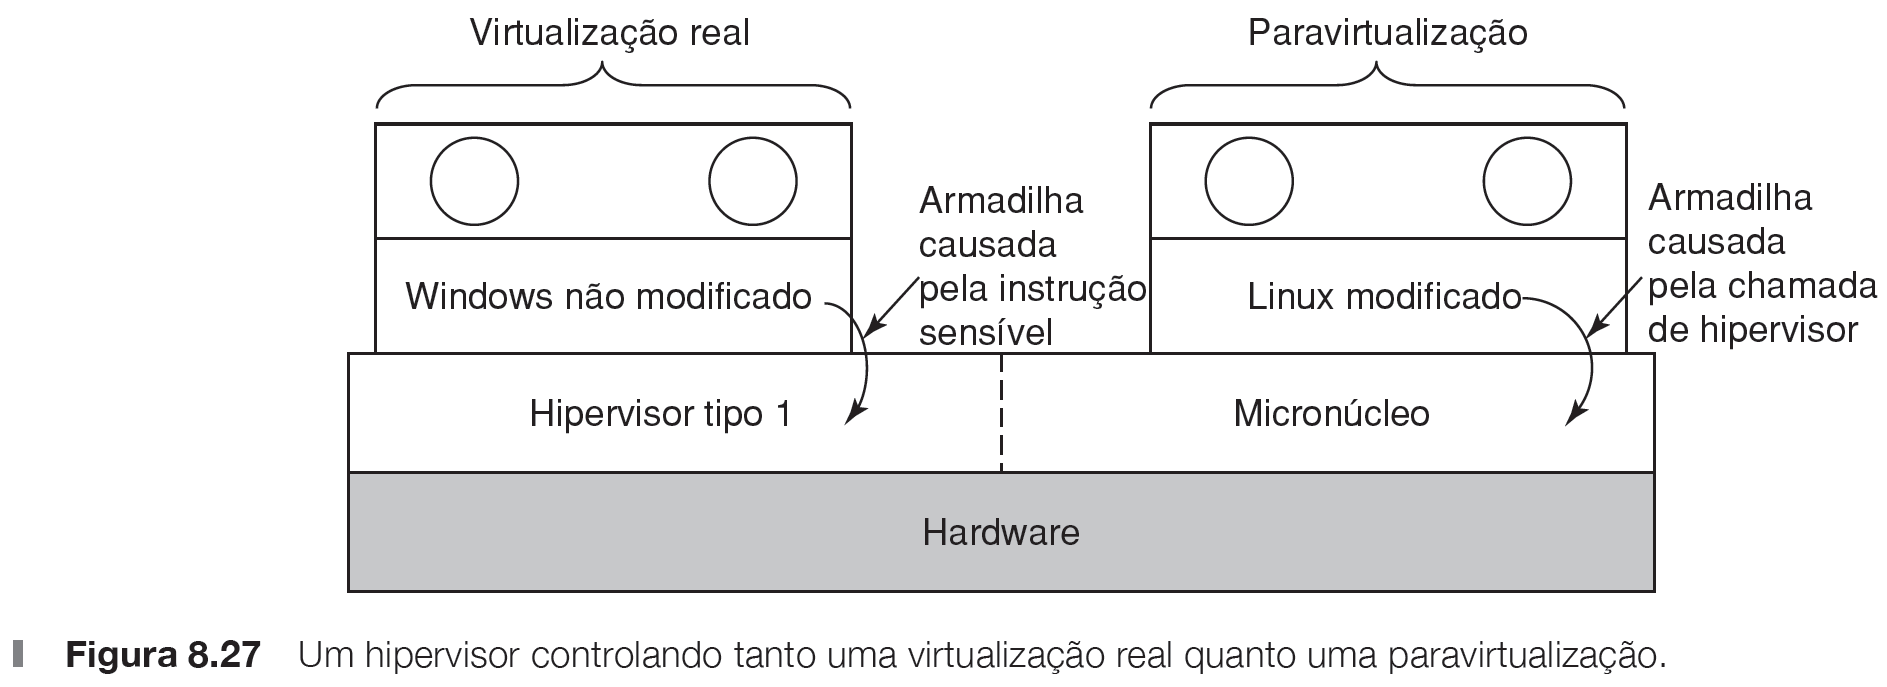 Virtualização real
Paravirtualização
Armadilha
causada
pela instrução
sensível
Armadilha
causada
pela chamada
de hipervisor
Windows não modificado
Linux modificado
Hipervisor tipo 1
Micronúcleo
Hardware
Figura 8.27 Um hipervisor controlando tanto uma virtualização real quanto uma paravirtualização.